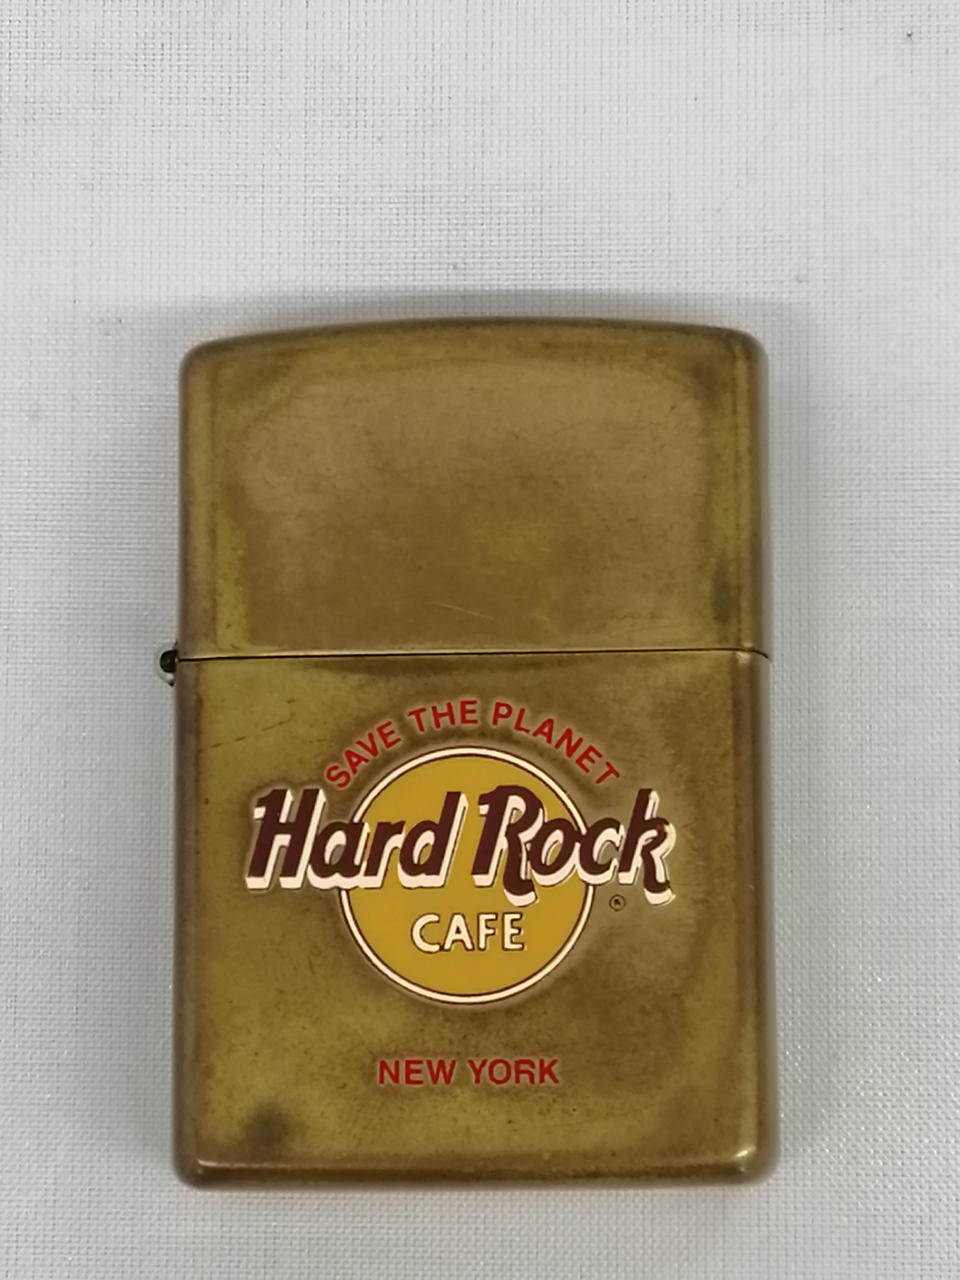 SAVE THE PLANET
Hard Rock
®
CAFE
NEW YORK